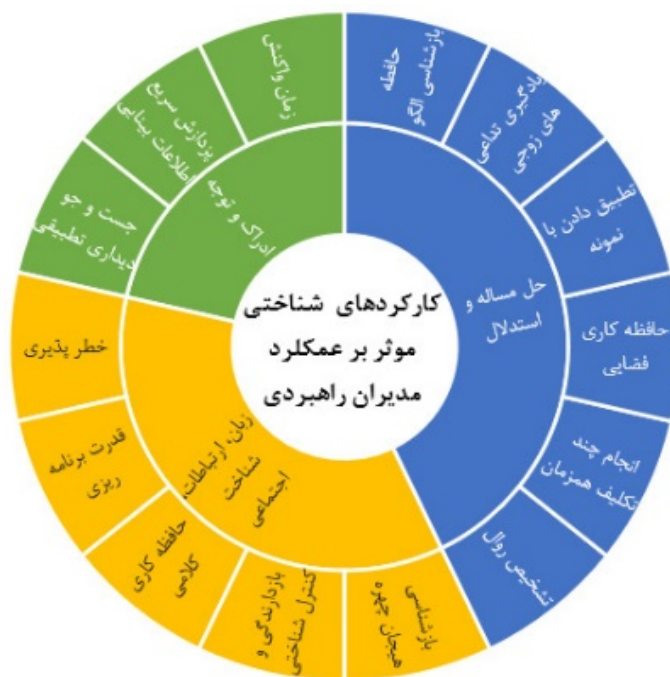 کارکردهای شناختی
موثر بر عمکلرد
مدیران راهبردی
حل مساله و
استدلال
حافظه
بازشناسی الگو
یادگیری تداعی
های زوجی
تطبیق دادن با
نمونه
حافظه کاری
فضایی
انجام چند
تکلیف همزمان
تشخیص روال
زبان، ارتباطات،
شناخت
اجتماعی
بازشناسی
هیجان چهره
بازدارندگی و
کنترل شناختی
حافظه کاری
کلامی
قدرت برنامه
ریزی
خطر پذیری
ادراک و توجه
جست و جو
دیداری تطبیقی
پردازش سریع
اطلاعات بینایی
زمان واکنش